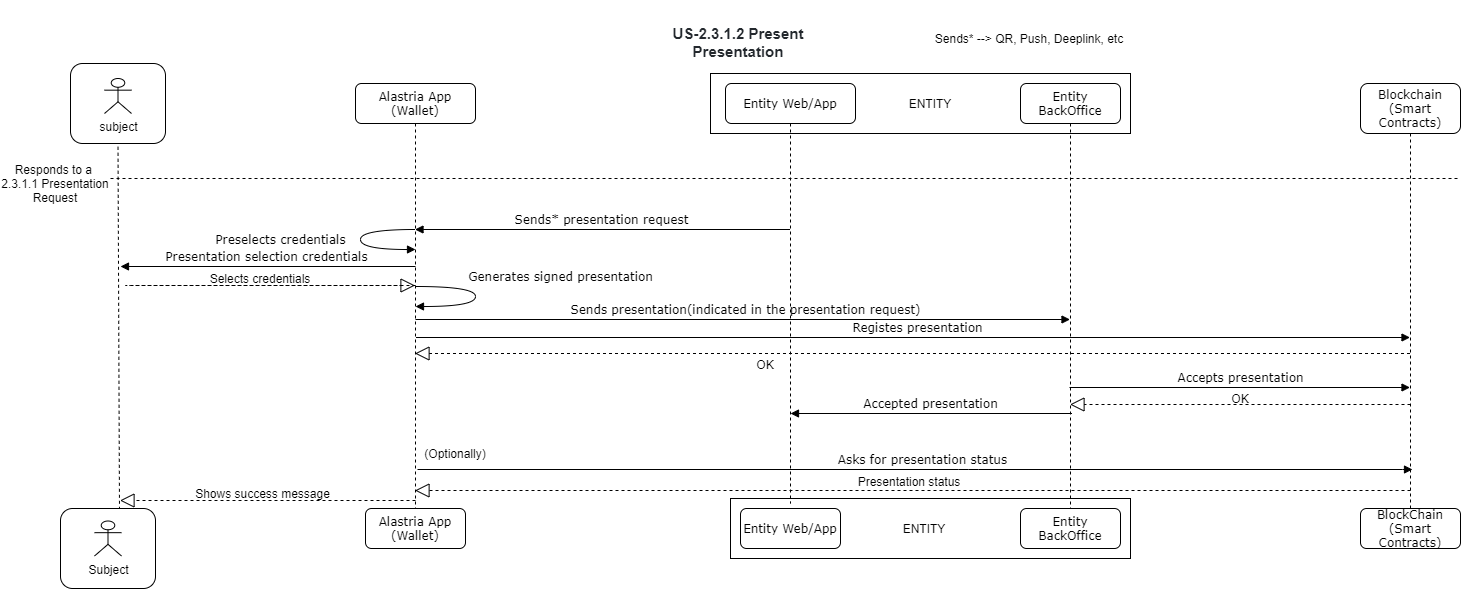 US-2.3.1.2 Present
Presentation
Sends* --> QR, Push, Deeplink, etc
subject
Alastria App
(Wallet)
Entity Web/App
ENTITY
Entity
BackOffice
Blockchain
(Smart
Contracts)
Responds to a
2.3.1.1 Presentation
Request
Sends* presentation request
Preselects credentials
Presentation selection credentials
Selects credentials
Generates signed presentation
Sends presentation(indicated in the presentation request)
Registes presentation
OK
Accepts presentation
OK
Accepted presentation
(Optionally)
Asks for presentation status
Presentation status
Shows success message
Subject
Alastria App
(Wallet)
Entity Web/App
ENTITY
Entity
BackOffice
BlockChain
(Smart
Contracts)